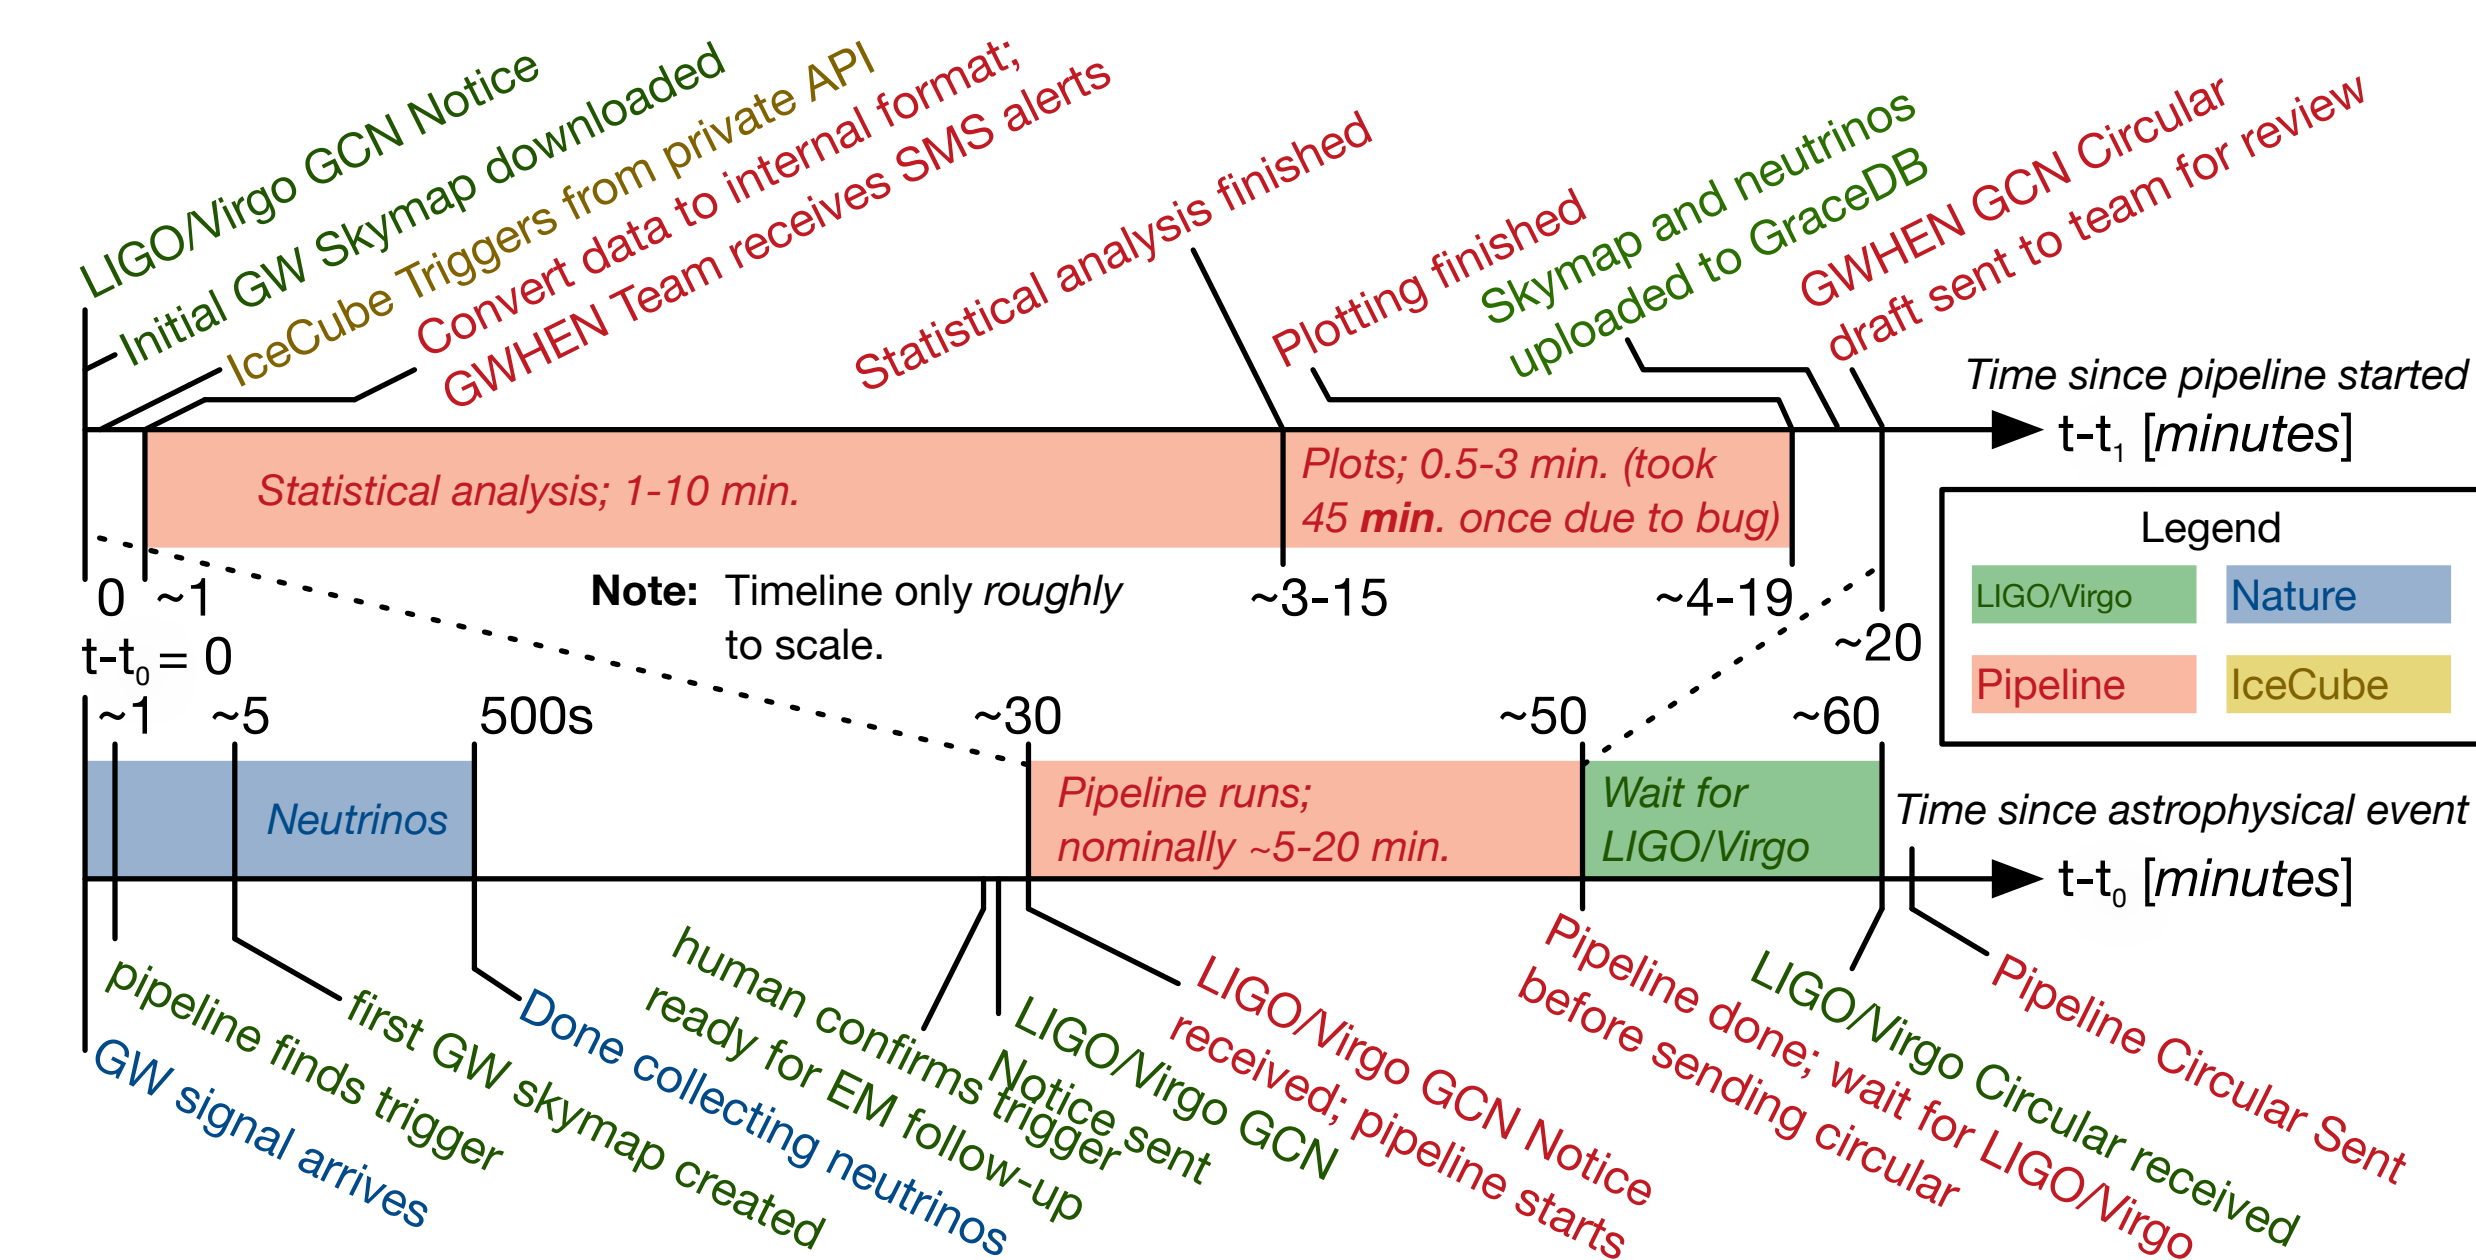 LIGO/Virgo GCN Notice
Initial GW Skymap downloaded
IceCube Triggers from private API
Convert data to internal format;
GWHEN Team receives SMS alerts
Statistical analysis finished
Plotting finished
Skymap and neutrinos
uploaded to GraceDB
GWHEN GCN Circular
draft sent to team for review
Time since pipeline started
t-t₁ [minutes]
Statistical analysis; 1-10 min.
Plots; 0.5-3 min. (took
45 min. once due to bug)
0
~1
~3-15
~4-19
~20
Note: Timeline only roughly
to scale.
Legend
LIGO/Virgo
Nature
Pipeline
IceCube
t-t₀ = 0
~1
~5
500s
~30
~50
~60
Neutrinos
Pipeline runs;
nominally ~5-20 min.
Wait for
LIGO/Virgo
Time since astrophysical event
t-t₀ [minutes]
GW signal arrives
pipeline finds trigger
first GW skymap created
Done collecting neutrinos
human confirms trigger
ready for EM follow-up
LIGO/Virgo GCN
Notice sent
LIGO/Virgo GCN Notice
received; pipeline starts
Pipeline done; wait for LIGO/Virgo
before sending circular
LIGO/Virgo Circular received
Pipeline Circular Sent